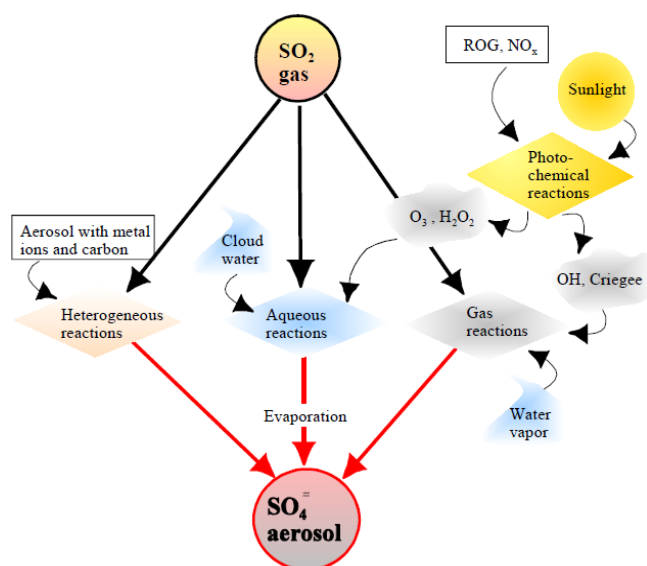 SO₂
gas
ROG, NOₓ
Sunlight
Photo-
chemical
reactions
O₃ , H₂O₂
Aerosol with metal
ions and carbon
Cloud
water
OH, Criegee
Heterogeneous
reactions
Aqueous
reactions
Gas
reactions
Evaporation
Water
vapor
SO₄⁼
aerosol